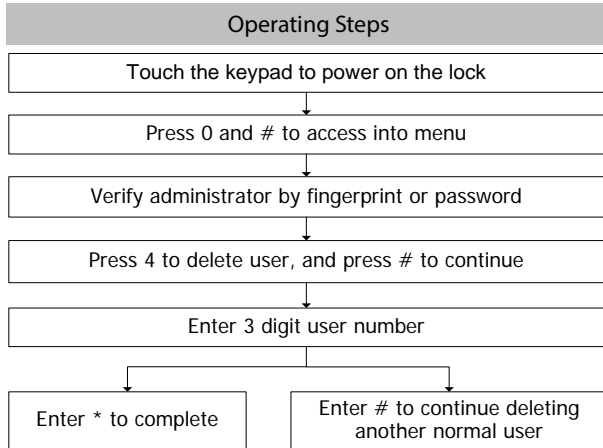 Operating Steps
Touch the keypad to power on the lock
Press 0 and # to access into menu
Verify administrator by fingerprint or password
Press 4 to delete user, and press # to continue
Enter 3 digit user number
Enter * to complete
Enter # to continue deleting
another normal user